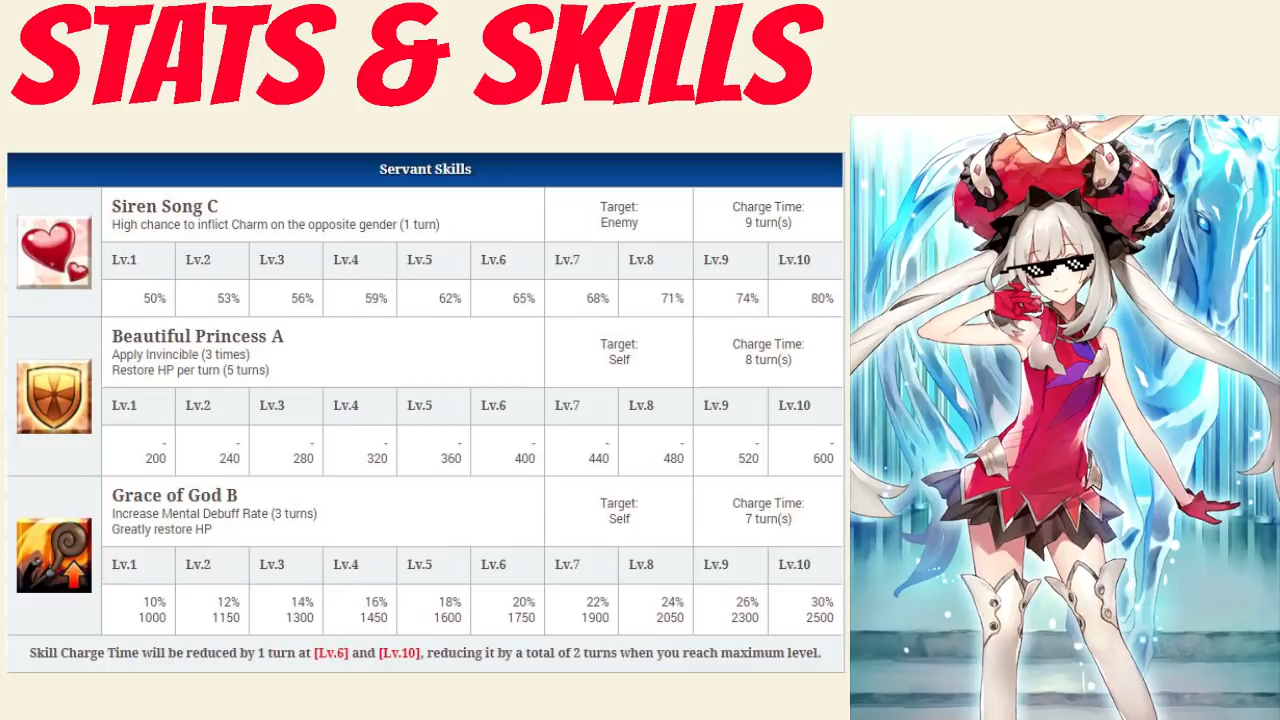 STATS & SKILLS
Servant Skills
Siren Song C
High chance to inflict Charm on the opposite gender (1 turn)
Target:
Enemy
Charge Time:
9 turn(s)
Lv.1 Lv.2 Lv.3 Lv.4 Lv.5 Lv.6 Lv.7 Lv.8 Lv.9 Lv.10
50% 53% 56% 59% 62% 65% 68% 71% 74% 80%
Beautiful Princess A
Apply Invincible (3 times)
Restore HP per turn (5 turns)
Target:
Self
Charge Time:
8 turn(s)
Lv.1 Lv.2 Lv.3 Lv.4 Lv.5 Lv.6 Lv.7 Lv.8 Lv.9 Lv.10
- - - - - - - - - -
200 240 280 320 360 400 440 480 520 600
Grace of God B
Increase Mental Debuff Rate (3 turns)
Greatly restore HP
Target:
Self
Charge Time:
7 turn(s)
Lv.1 Lv.2 Lv.3 Lv.4 Lv.5 Lv.6 Lv.7 Lv.8 Lv.9 Lv.10
10% 12% 14% 16% 18% 20% 22% 24% 26% 30%
1000 1150 1300 1450 1600 1750 1900 2050 2300 2500
Skill Charge Time will be reduced by 1 turn at [Lv.6] and [Lv.10], reducing it by a total of 2 turns when you reach maximum level.